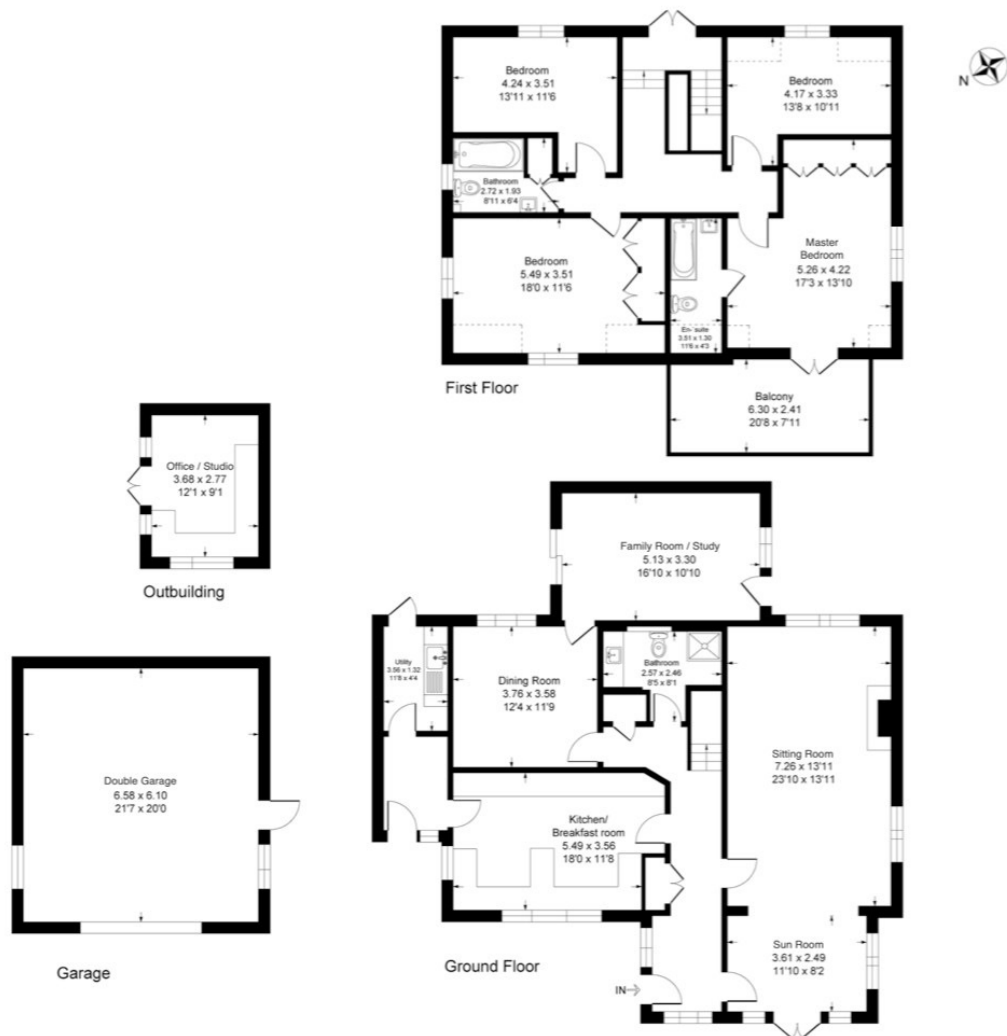 Bedroom
4.24 x 3.51
13'11 x 11'6
Bedroom
4.17 x 3.33
13'8 x 10'11
N
Bathroom
2.72 x 1.93
8'11 x 6'4
Bedroom
5.49 x 3.51
18'0 x 11'6
En-suite
3.51 x 1.30
11'6 x 4'3
Master
Bedroom
5.26 x 4.22
17'3 x 13'10
First Floor
Balcony
6.30 x 2.41
20'8 x 7'11
Office / Studio
3.68 x 2.77
12'1 x 9'1
Outbuilding
Family Room / Study
5.13 x 3.30
16'10 x 10'10
Utility
3.56 x 1.32
11'8 x 4'4
Dining Room
3.76 x 3.58
12'4 x 11'9
Bathroom
2.57 x 2.46
8'5 x 8'1
Sitting Room
7.26 x 13'11
23'10 x 13'11
Double Garage
6.58 x 6.10
21'7 x 20'0
Kitchen/
Breakfast room
5.49 x 3.56
18'0 x 11'8
Garage
Ground Floor
Sun Room
3.61 x 2.49
11'10 x 8'2
IN